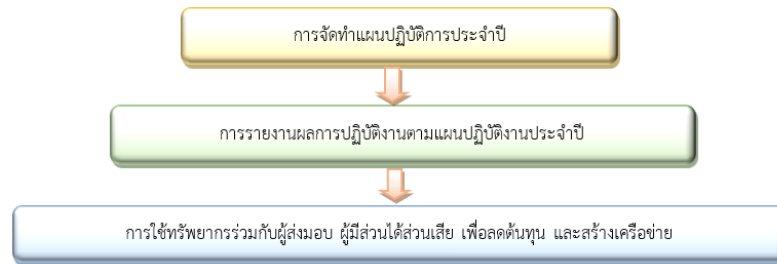 การจัดทำแผนปฏิบัติการประจำปี
การรายงานผลการปฏิบัติงานตามแผนปฏิบัติงานประจำปี
การใช้ทรัพยากรร่วมกับผู้ส่งมอบ ผู้มีส่วนได้ส่วนเสีย เพื่อลดต้นทุน และสร้างเครือข่าย